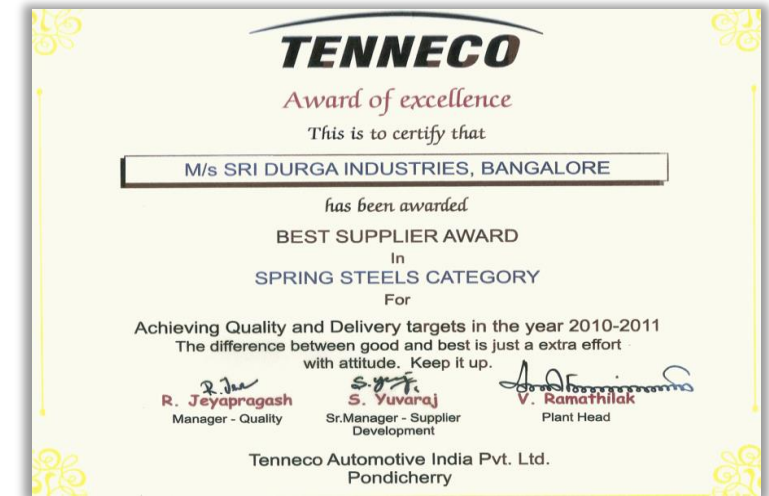 TENNECO
Award of excellence
This is to certify that
M/s SRI DURGA INDUSTRIES, BANGALORE
has been awarded
BEST SUPPLIER AWARD
In
SPRING STEELS CATEGORY
For
Achieving Quality and Delivery targets in the year 2010-2011
The difference between good and best is just a extra effort
with attitude. Keep it up.
R. Jeyapragash S. Yuvaraj V. Ramathilak
Manager - Quality Sr.Manager - Supplier Plant Head
Development
Tenneco Automotive India Pvt. Ltd.
Pondicherry